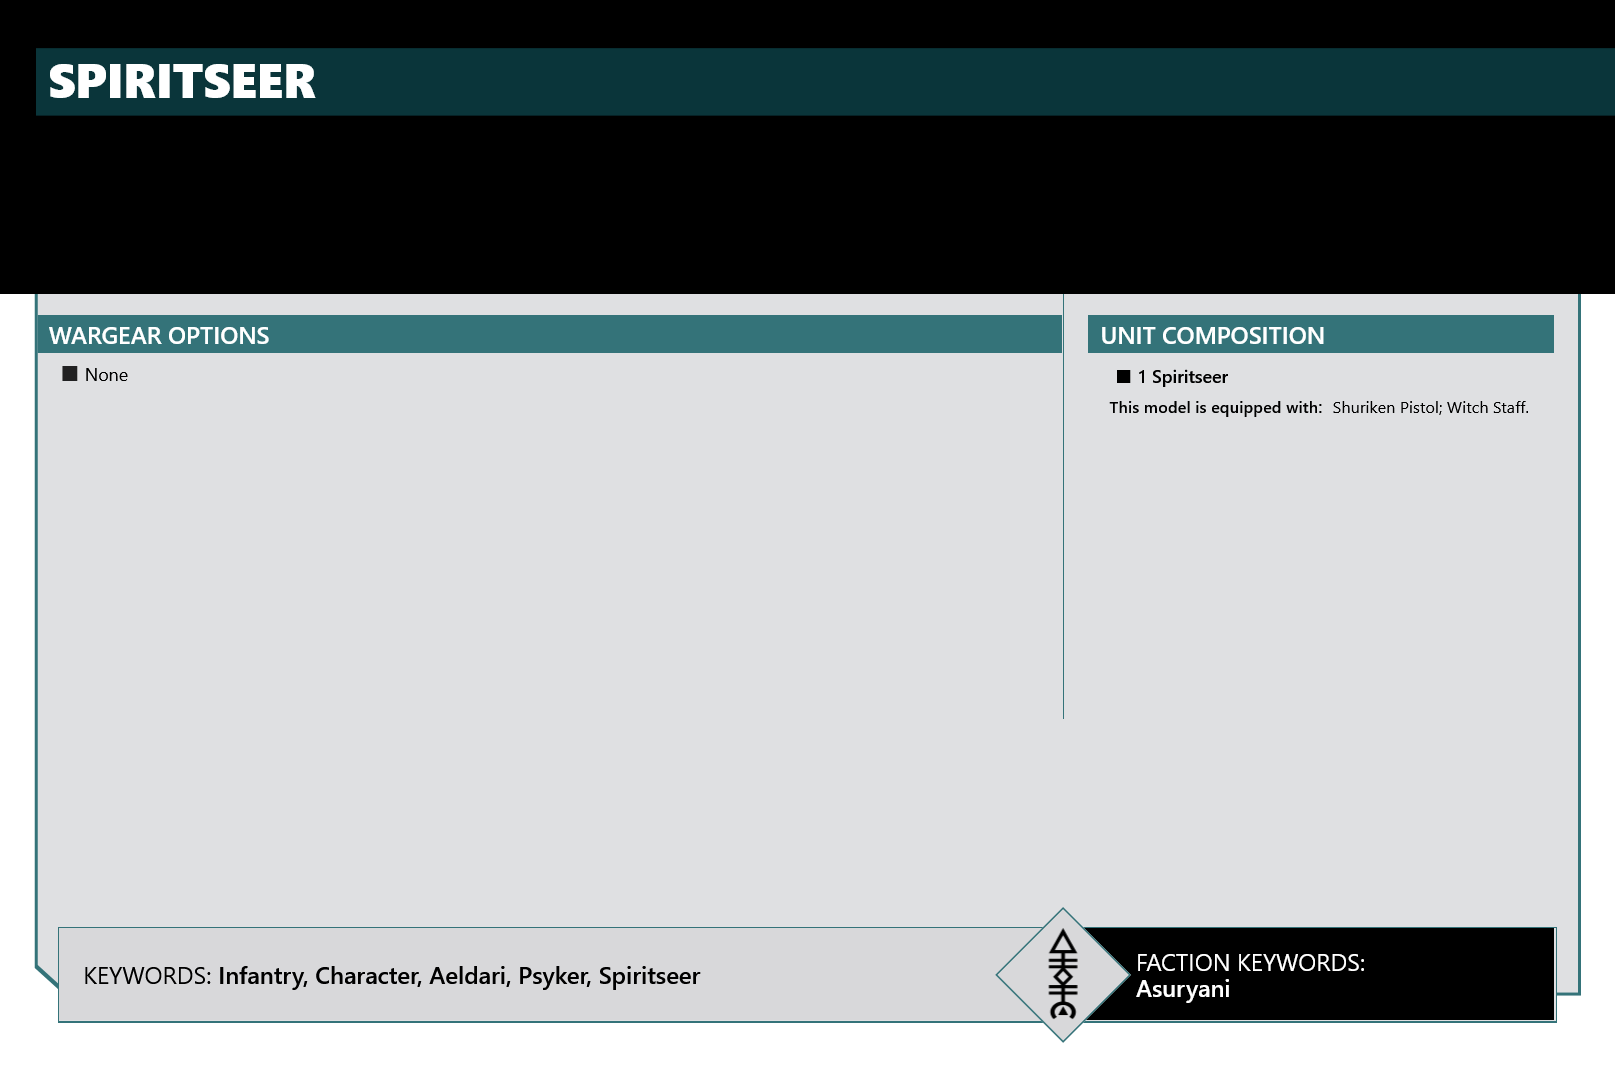 SPIRITSEER
WARGEAR OPTIONS
■ None
UNIT COMPOSITION
■ 1 Spiritseer
This model is equipped with: Shuriken Pistol; Witch Staff.
KEYWORDS: Infantry, Character, Aeldari, Psyker, Spiritseer
FACTION KEYWORDS:
Asuryani